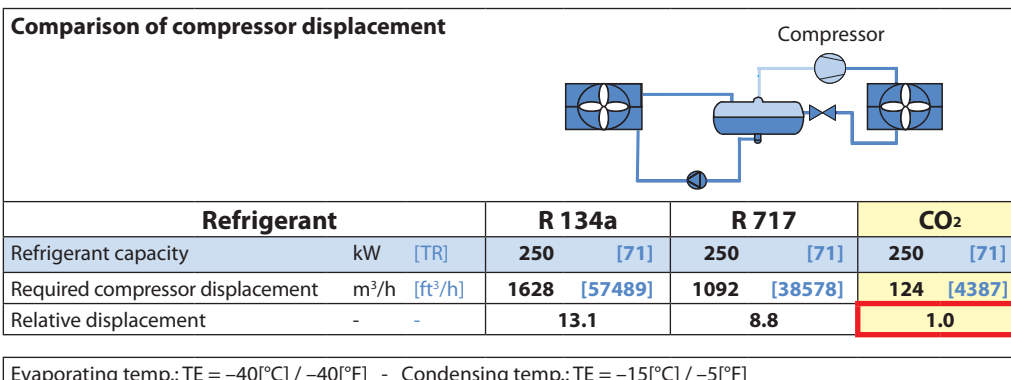 Comparison of compressor displacement
Compressor
Refrigerant R 134a R 717 CO2
Refrigerant capacity kW [TR] 250 [71] 250 [71] 250 [71]
Required compressor displacement m³/h [ft³/h] 1628 [57489] 1092 [38578] 124 [4387]
Relative displacement - - 13.1 8.8 1.0
Evaporating temp.: TE = –40[°C] / –40[°F] - Condensing temp.: TE = –15[°C] / –5[°F]